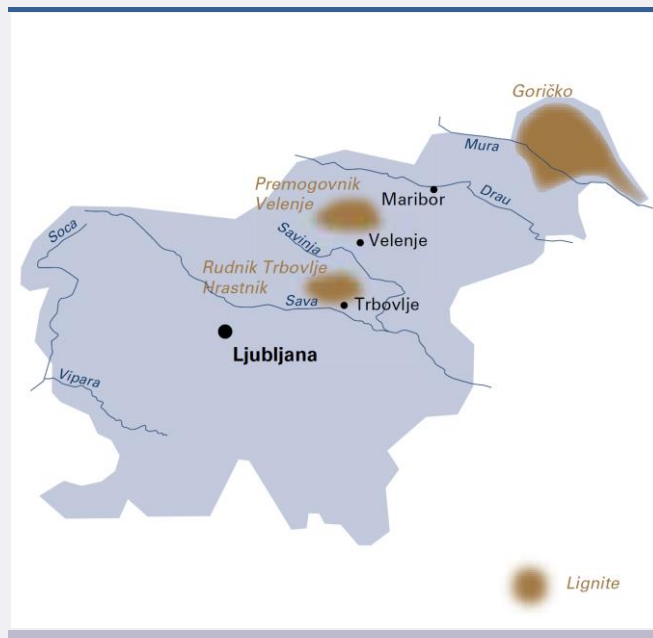 Goričko
Mura
Premogovnik
Velenje
Maribor
Drau
Soca
Savinja
Velenje
Rudnik Trbovlje
Hrastnik
Sava
Trbovlje
Ljubljana
Vipara
Lignite